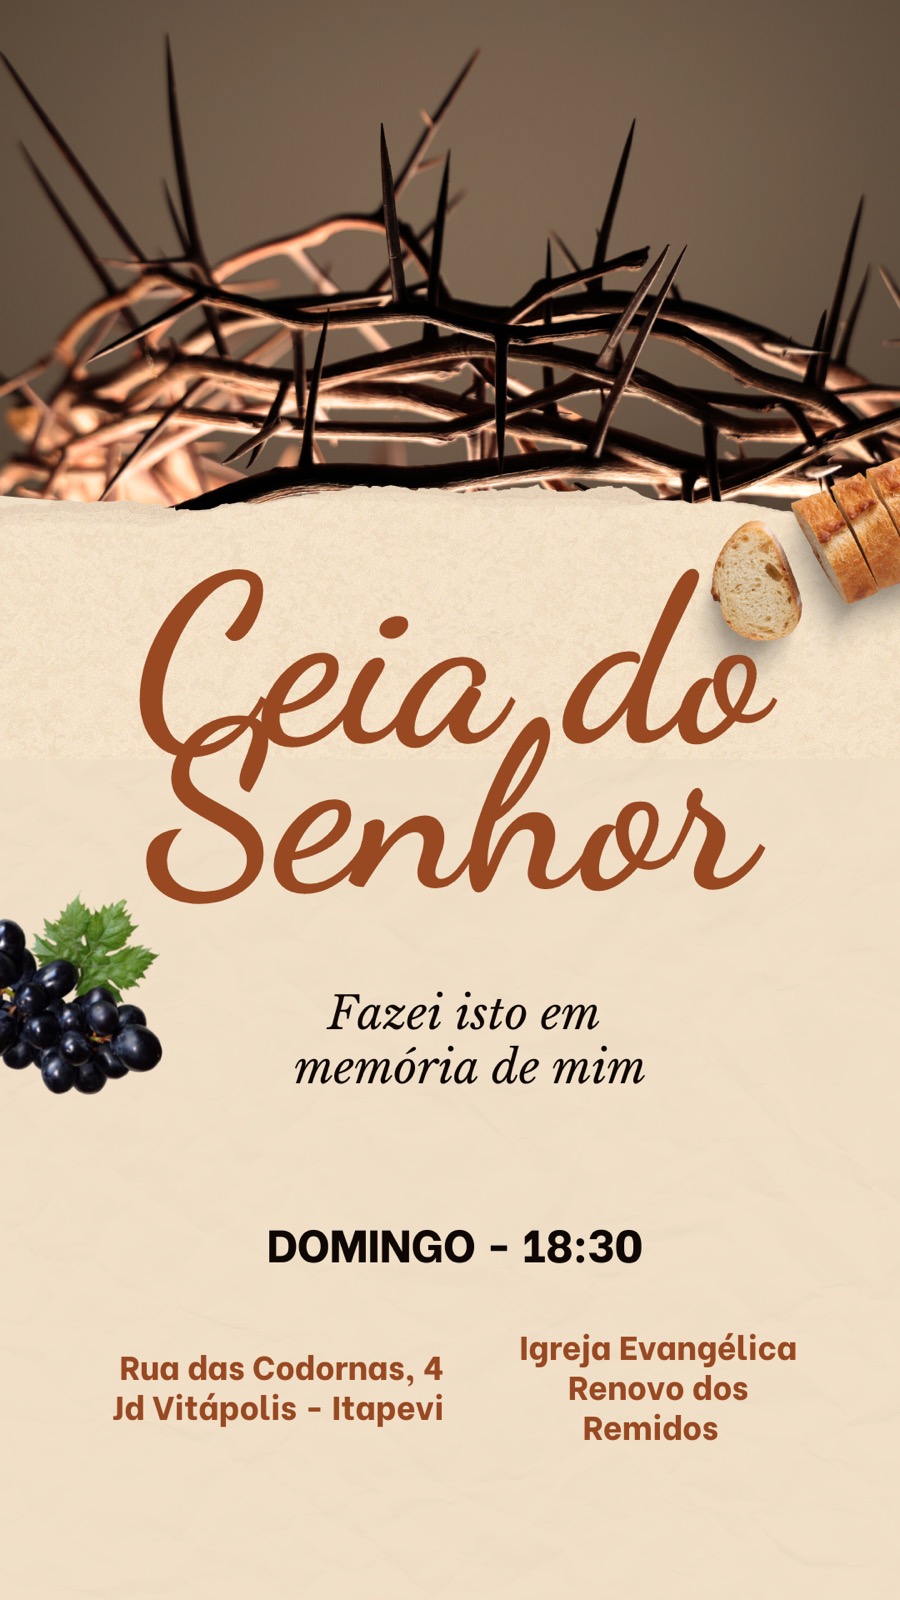 Ceia do
Senhor
Fazei isto em
memória de mim
DOMINGO - 18:30
Rua das Codornas, 4
Jd Vitápolis - Itapevi
Igreja Evangélica
Renovo dos
Remidos